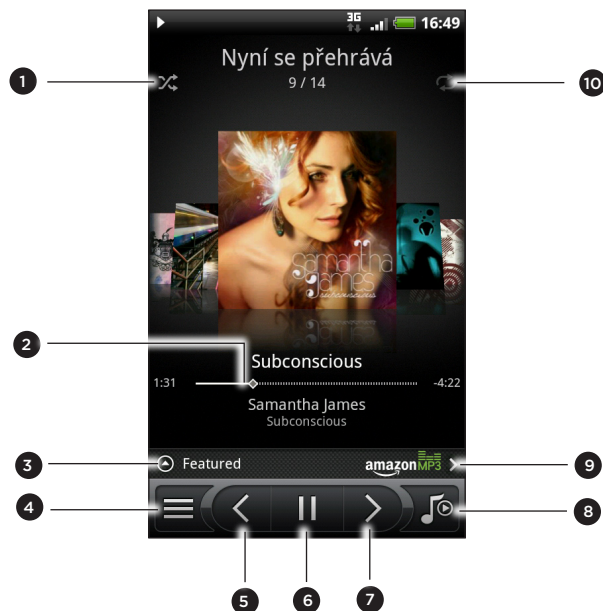 3G
16:49
Nyní se přehrává
9 / 14
1
10
samantha
james
subconscious
2
Subconscious
1:31
-4:22
Samantha James
Subconscious
3
Featured
amazonMP3
9
4
8
5
6
7